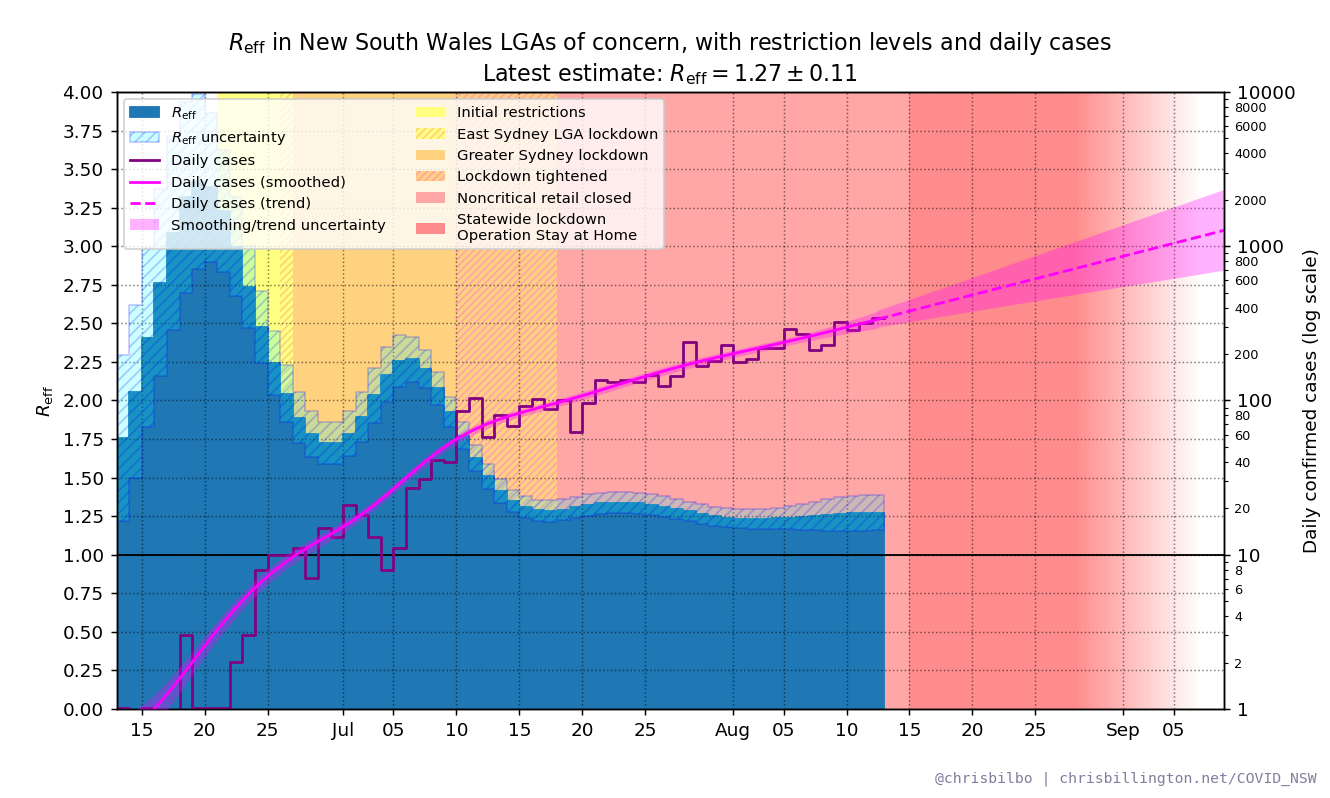 R_eff in New South Wales LGAs of concern, with restriction levels and daily cases
Latest estimate: R_eff = 1.27 ± 0.11
R_eff
R_eff uncertainty
Daily cases
Daily cases (smoothed)
Daily cases (trend)
Smoothing/trend uncertainty
Initial restrictions
East Sydney LGA lockdown
Greater Sydney lockdown
Lockdown tightened
Noncritical retail closed
Statewide lockdown
Operation Stay at Home
R_eff
4.00
3.75
3.50
3.25
3.00
2.75
2.50
2.25
2.00
1.75
1.50
1.25
1.00
0.75
0.50
0.25
0.00
10000
8000
6000
4000
2000
1000
800
600
400
200
100
80
60
40
20
10
8
6
4
2
1
Daily confirmed cases (log scale)
15 20 25 Jul 05 10 15 20 25 Aug 05 10 15 20 25 Sep 05
@chrisbilbo | chrisbillington.net/COVID_NSW